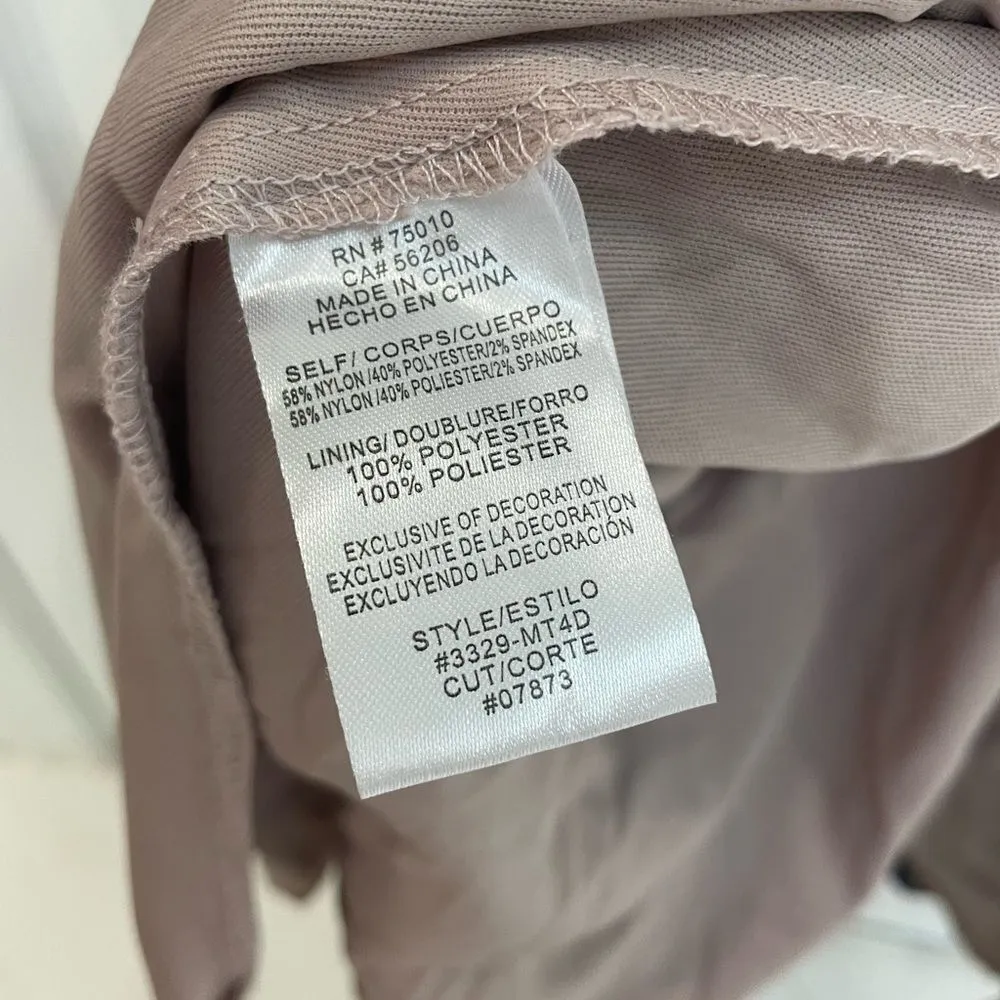 RN # 75010
CA# 56206
MADE IN CHINA
HECHO EN CHINA
SELF/ CORPS/CUERPO
58% NYLON /40% POLYESTER/2% SPANDEX
58% NYLON /40% POLIESTER/2% SPANDEX
LINING/ DOUBLURE/FORRO
100% POLYESTER
100% POLIESTER
EXCLUSIVE OF DECORATION
EXCLUSIVITE DE LA DECORATION
EXCLUYENDO LA DECORACIÓN
STYLE/ESTILO
#3329-MT4D
CUT/CORTE
#07873